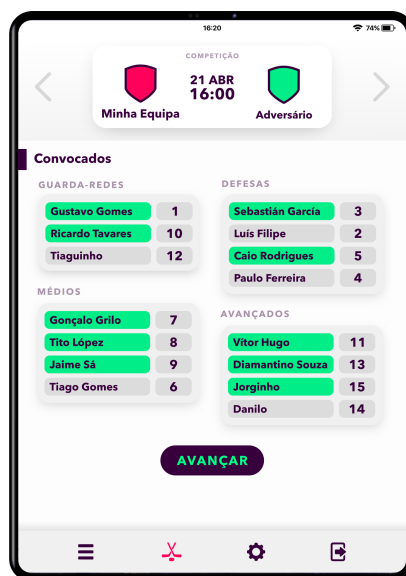 16:20
74%
COMPETIÇÃO
21 ABR
16:00
Minha Equipa
Adversário
Convocados
GUARDA-REDES
Gustavo Gomes 1
Ricardo Tavares 10
Tiaguinho 12
DEFESAS
Sebastián García 3
Luís Filipe 2
Caio Rodrigues 5
Paulo Ferreira 4
MÉDIOS
Gonçalo Grilo 7
Tito López 8
Jaime Sá 9
Tiago Gomes 6
AVANÇADOS
Vítor Hugo 11
Diamantino Souza 13
Jorginho 15
Danilo 14
AVANÇAR